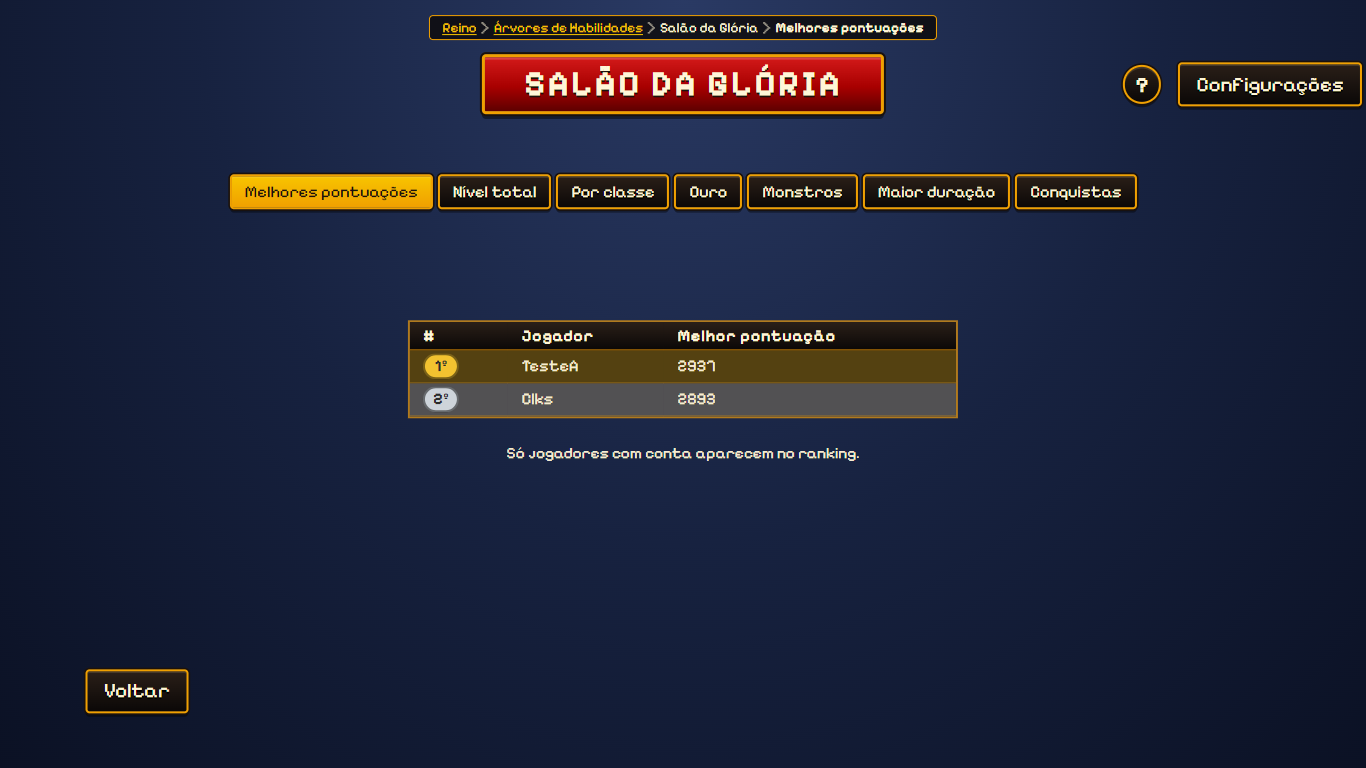 Reino > Árvores de Habilidades > Salão da Glória > Melhores pontuações
SALÃO DA GLÓRIA
? Configurações
Melhores pontuações Nível total Por classe Ouro Monstros Maior duração Conquistas
# Jogador Melhor pontuação
1º TesteA 2937
2º Olks 2893
Só jogadores com conta aparecem no ranking.
Voltar